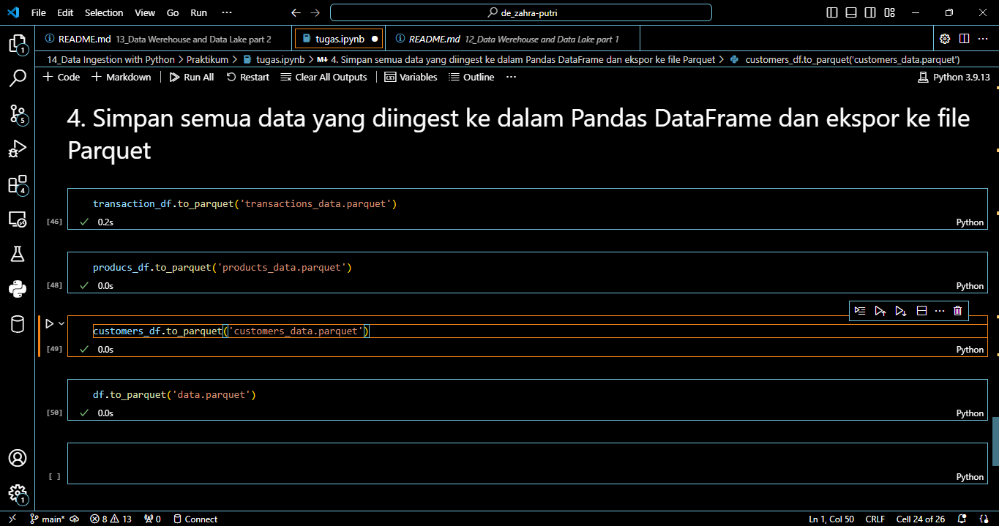 File Edit Selection View Go Run ··· de_zahra-putri
README.md 13_Data Werehouse and Data Lake part 2 tugas.ipynb README.md 12_Data Werehouse and Data Lake part 1
14_Data Ingestion with Python > Praktikum > tugas.ipynb > M↓ 4. Simpan semua data yang diingest ke dalam Pandas DataFrame dan ekspor ke file Parquet > customers_df.to_parquet('customers_data.parquet')
+ Code + Markdown Run All Restart Clear All Outputs Variables Outline ··· Python 3.9.13
4. Simpan semua data yang diingest ke dalam Pandas DataFrame dan ekspor ke file
Parquet
transaction_df.to_parquet('transactions_data.parquet')
[46] ✓ 0.2s Python
producs_df.to_parquet('products_data.parquet')
[48] ✓ 0.0s Python
customers_df.to_parquet('customers_data.parquet')
[49] ✓ 0.0s Python
df.to_parquet('data.parquet')
[50] ✓ 0.0s Python
[ ] Python
1
5
4
1
main* 8 13 0 Connect Ln 1, Col 50 CRLF Cell 24 of 26